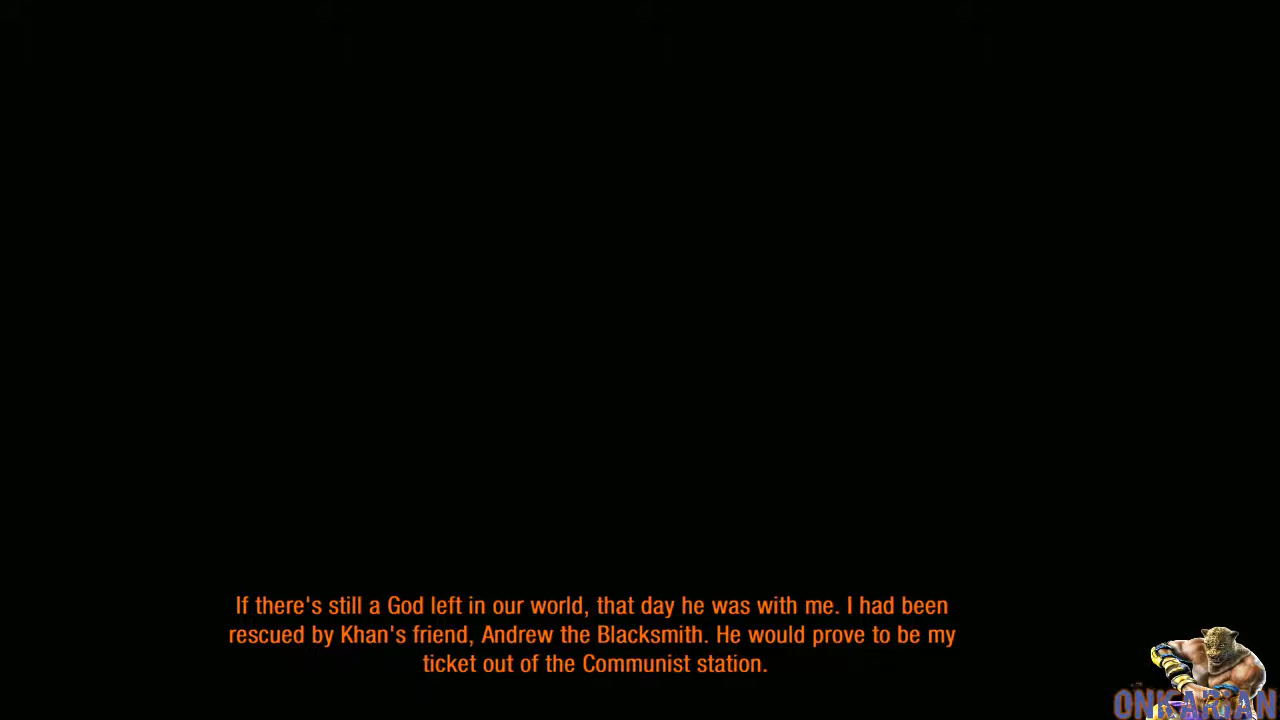 If there's still a God left in our world, that day he was with me. I had been
rescued by Khan's friend, Andrew the Blacksmith. He would prove to be my
ticket out of the Communist station.
ONKARIAN